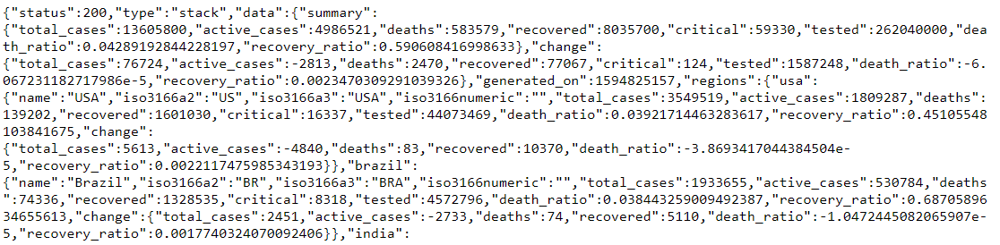 {"status":200,"type":"stack","data":{"summary":
{"total_cases":13605800,"active_cases":4986521,"deaths":583579,"recovered":8035700,"critical":59330,"tested":262040000,"dea
th_ratio":0.04289192844228197,"recovery_ratio":0.590608416998633},"change":
{"total_cases":76724,"active_cases":-2813,"deaths":2470,"recovered":77067,"critical":124,"tested":1587248,"death_ratio":-6.
067231182717986e-5,"recovery_ratio":0.0023470309291039326},"generated_on":1594825157,"regions":{"usa":
{"name":"USA","iso3166a2":"US","iso3166a3":"USA","iso3166numeric":"","total_cases":3549519,"active_cases":1809287,"deaths":
139202,"recovered":1601030,"critical":16337,"tested":44073469,"death_ratio":0.03921714463283617,"recovery_ratio":0.45105548
103841675,"change":
{"total_cases":5613,"active_cases":-4840,"deaths":83,"recovered":10370,"death_ratio":-3.8693417044384504e-
5,"recovery_ratio":0.0022117475985343193}},"brazil":
{"name":"Brazil","iso3166a2":"BR","iso3166a3":"BRA","iso3166numeric":"","total_cases":1933655,"active_cases":530784,"deaths
":74336,"recovered":1328535,"critical":8318,"tested":4572796,"death_ratio":0.038443259009492387,"recovery_ratio":0.68705896
34655613,"change":{"total_cases":2451,"active_cases":-2733,"deaths":74,"recovered":5110,"death_ratio":-1.0472445082065907e-
5,"recovery_ratio":0.0017740324070092406}},"india":